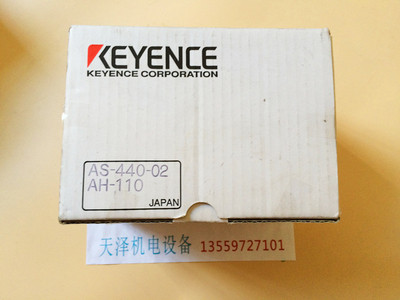 KEYENCE
KEYENCE CORPORATION
AS-440-02
AH-110
JAPAN
天泽机电设备 13559727101